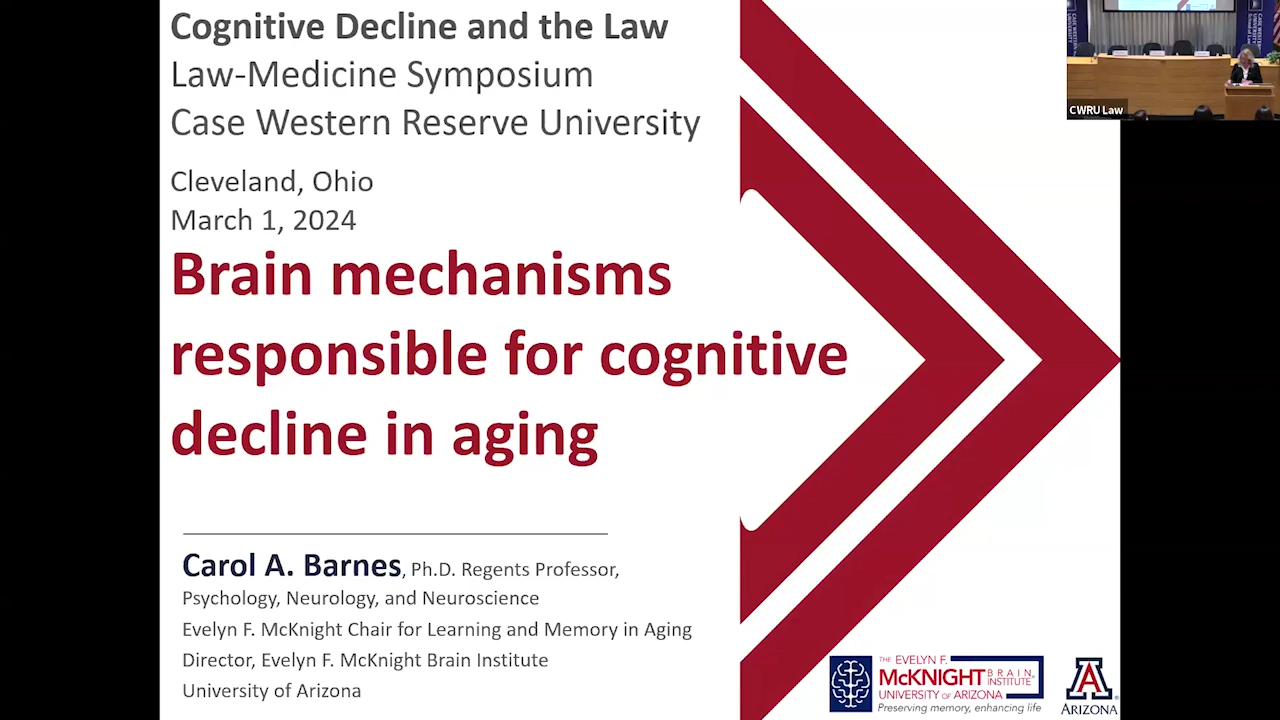 Cognitive Decline and the Law
Law-Medicine Symposium
Case Western Reserve University
Cleveland, Ohio
March 1, 2024
Brain mechanisms
responsible for cognitive
decline in aging
Carol A. Barnes, Ph.D. Regents Professor,
Psychology, Neurology, and Neuroscience
Evelyn F. McKnight Chair for Learning and Memory in Aging
Director, Evelyn F. McKnight Brain Institute
University of Arizona
THE EVELYN F.
McKNIGHT BRAIN INSTITUTE
UNIVERSITY OF ARIZONA
Preserving memory, enhancing life
A
ARIZONA
CWRU Law